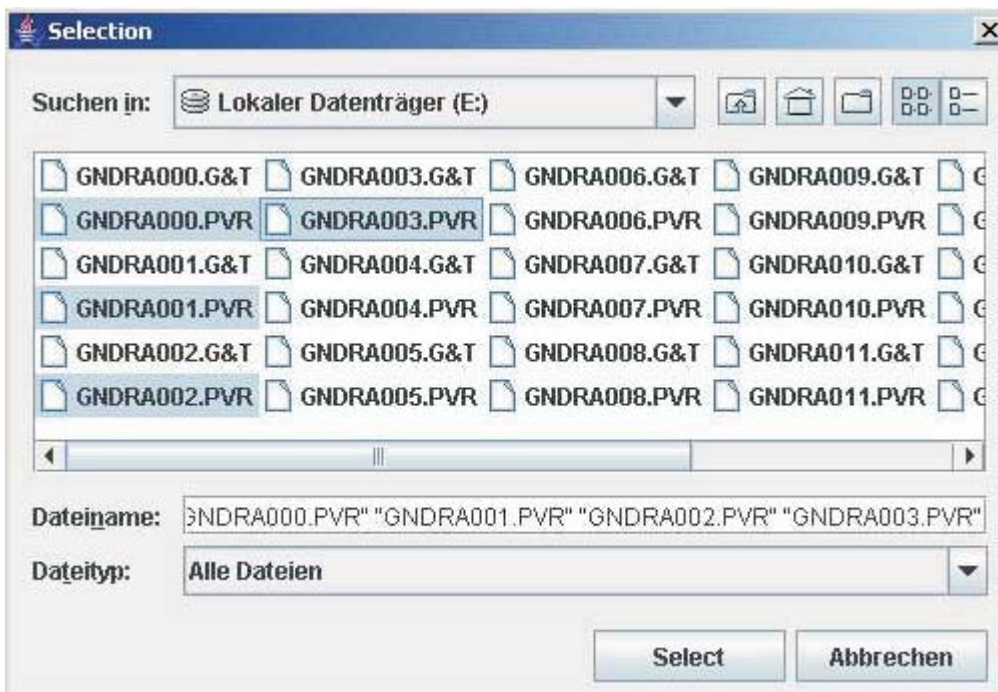 Selection
Suchen in: Lokaler Datenträger (E:)
GNDRA000.G&T GNDRA003.G&T GNDRA006.G&T GNDRA009.G&T
GNDRA000.PVR GNDRA003.PVR GNDRA006.PVR GNDRA009.PVR
GNDRA001.G&T GNDRA004.G&T GNDRA007.G&T GNDRA010.G&T
GNDRA001.PVR GNDRA004.PVR GNDRA007.PVR GNDRA010.PVR
GNDRA002.G&T GNDRA005.G&T GNDRA008.G&T GNDRA011.G&T
GNDRA002.PVR GNDRA005.PVR GNDRA008.PVR GNDRA011.PVR
Dateiname: GNDRA000.PVR" "GNDRA001.PVR" "GNDRA002.PVR" "GNDRA003.PVR"
Dateityp: Alle Dateien
Select Abbrechen